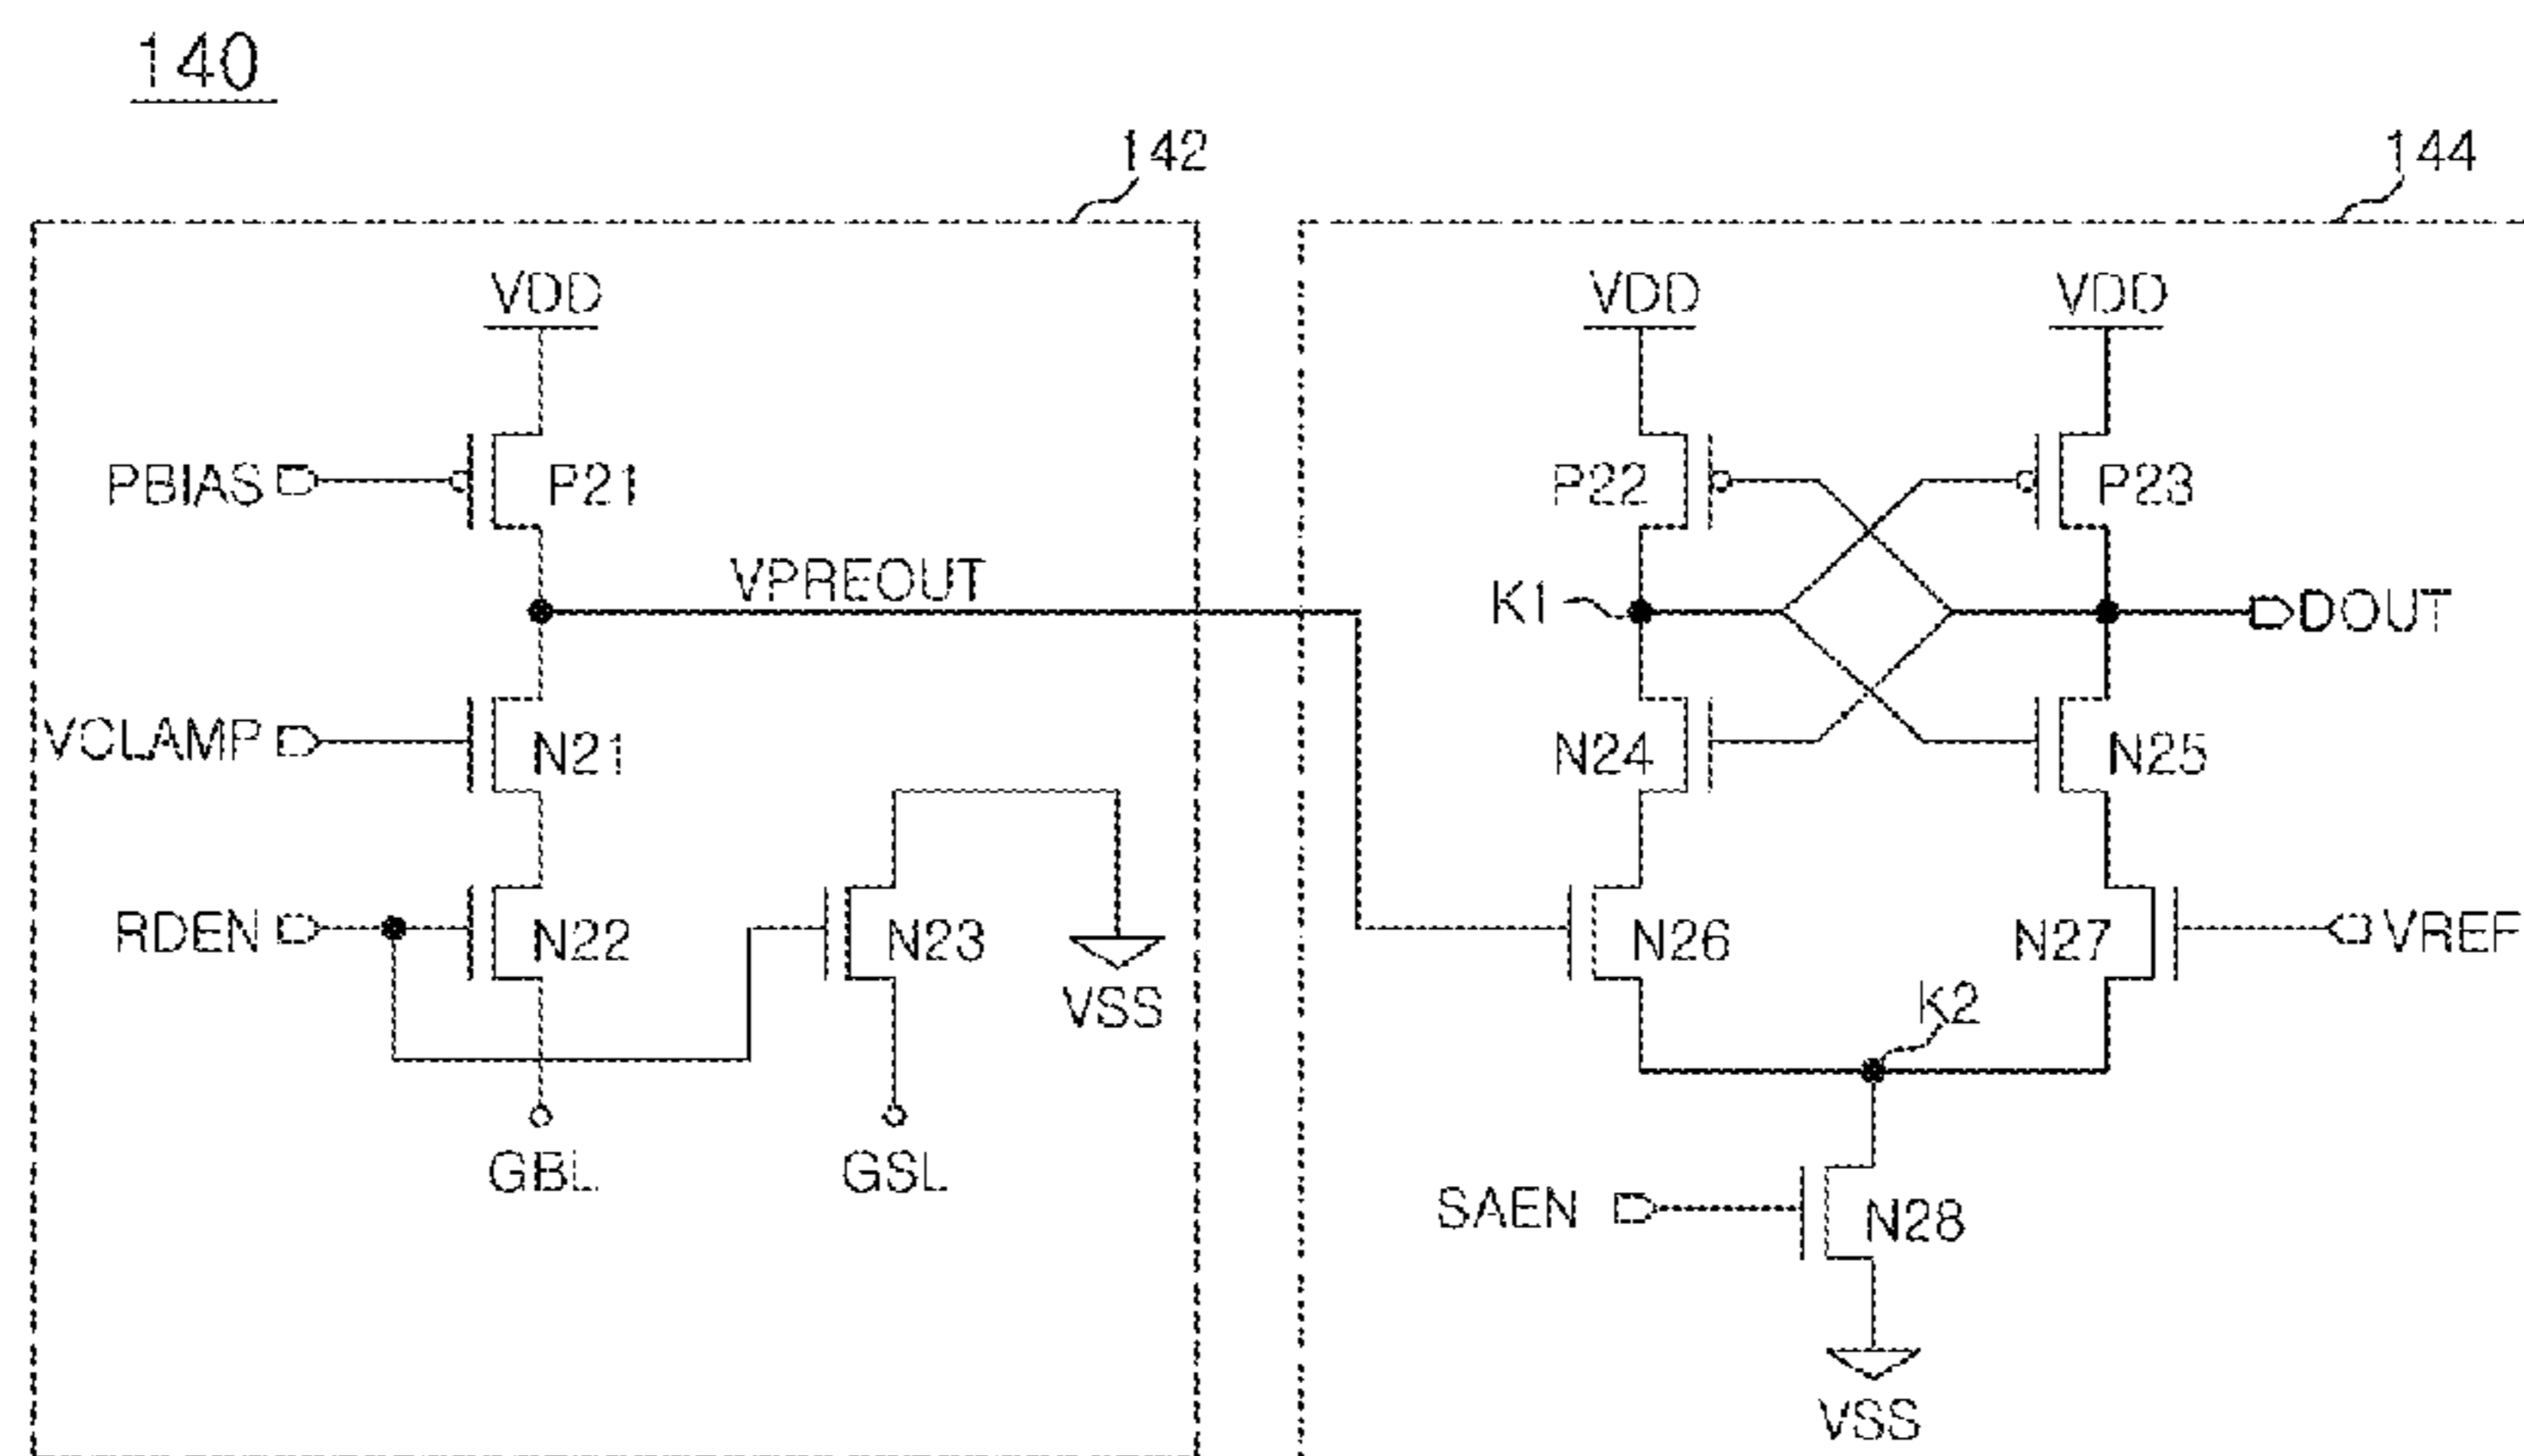 140
142
144
VDD
VDD
VDD
PBIAS
P21
P22
P23
VPREOUT
K1
DOUT
VCLAMP
N21
N24
N25
RDEN
N22
N23
VSS
N26
N27
VREF
K2
GBL
GSL
SAEN
N28
VSS